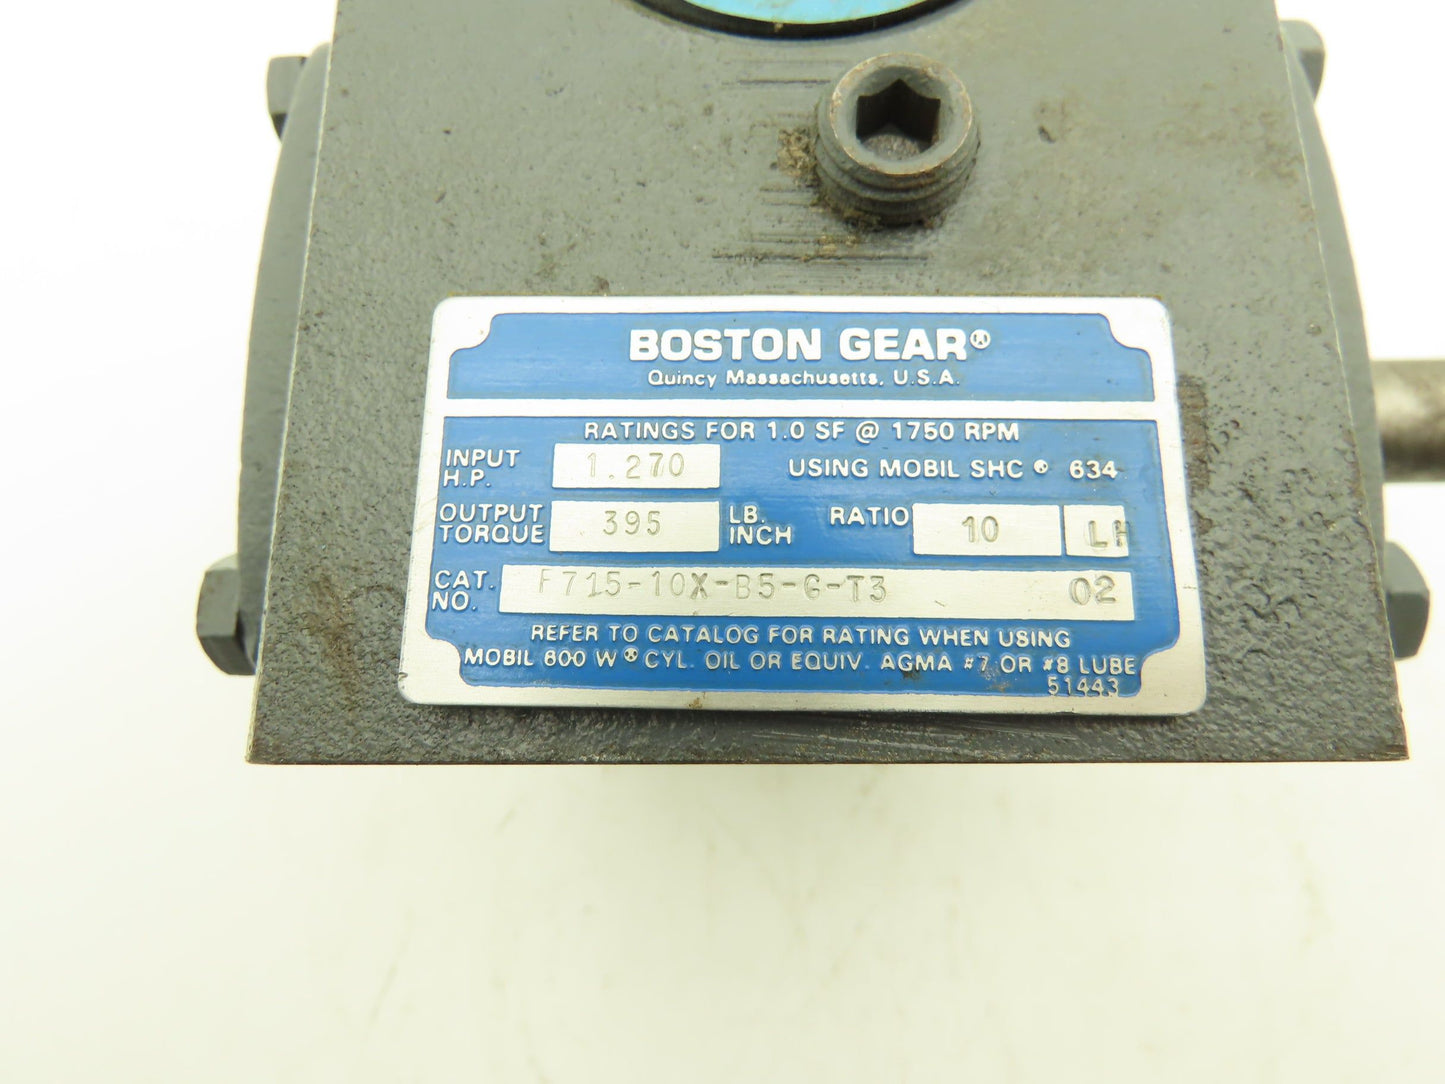 BOSTON GEAR®
Quincy Massachusetts, U.S.A.
RATINGS FOR 1.0 SF @ 1750 RPM
INPUT H.P. 1.270 USING MOBIL SHC ® 634
OUTPUT TORQUE 395 LB. INCH RATIO 10 LH
CAT. NO. F715-10X-B5-G-T3 02
REFER TO CATALOG FOR RATING WHEN USING
MOBIL 600 W® CYL. OIL OR EQUIV. AGMA #7 OR #8 LUBE
51443